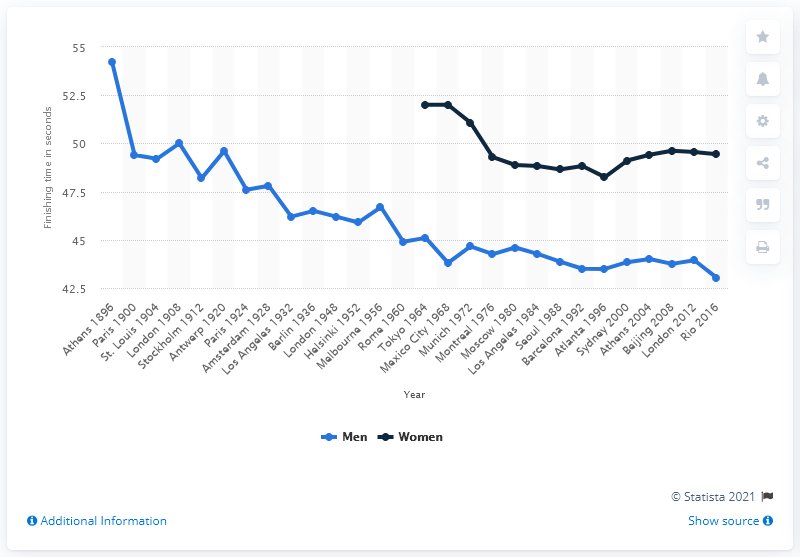 55
52.5
50
47.5
45
42.5
Finishing time in seconds
Athens 1896
Paris 1900
St. Louis 1904
London 1908
Stockholm 1912
Antwerp 1920
Paris 1924
Amsterdam 1928
Los Angeles 1932
Berlin 1936
London 1948
Helsinki 1952
Melbourne 1956
Rome 1960
Tokyo 1964
Mexico City 1968
Munich 1972
Montreal 1976
Moscow 1980
Los Angeles 1984
Seoul 1988
Barcelona 1992
Atlanta 1996
Sydney 2000
Athens 2004
Beijing 2008
London 2012
Rio 2016
Year
Men Women
© Statista 2021
Additional Information Show source